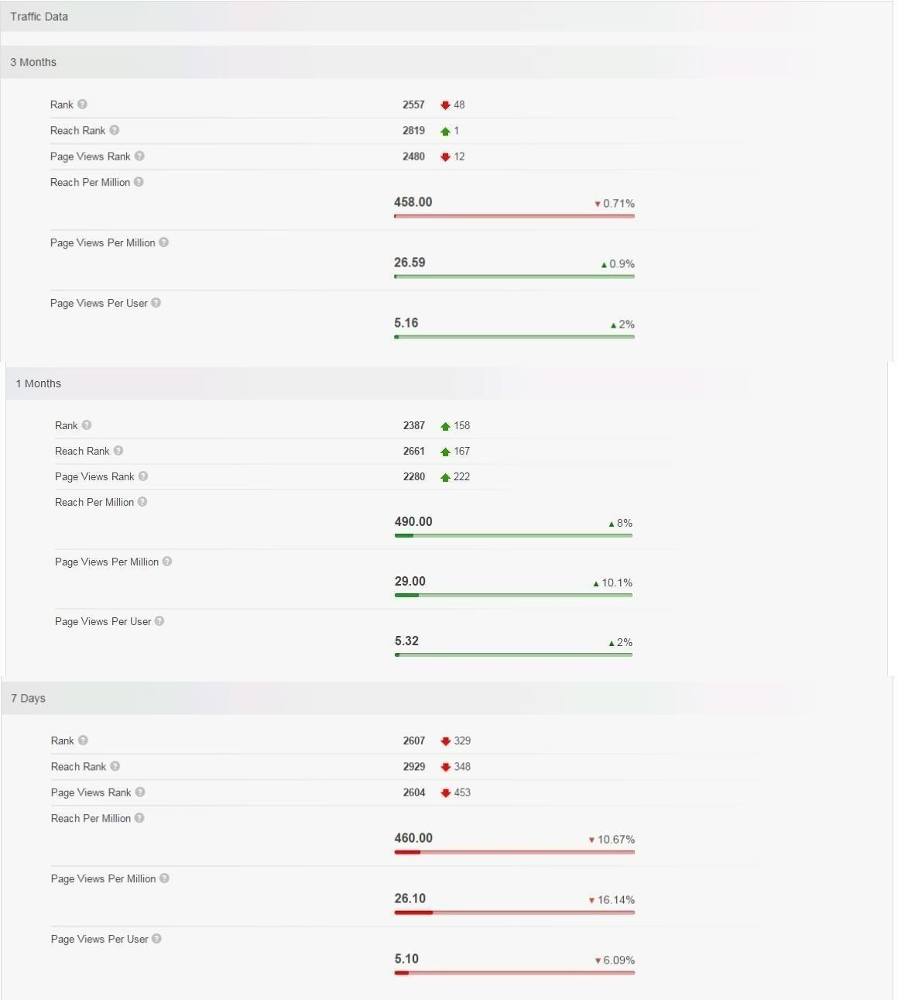 Traffic Data
3 Months
Rank ? 2557 48
Reach Rank ? 2819 1
Page Views Rank ? 2480 12
Reach Per Million ?
458.00 ▼0.71%
Page Views Per Million ?
26.59 ▲0.9%
Page Views Per User ?
5.16 ▲2%
1 Months
Rank ? 2387 158
Reach Rank ? 2661 167
Page Views Rank ? 2280 222
Reach Per Million ?
490.00 ▲8%
Page Views Per Million ?
29.00 ▲10.1%
Page Views Per User ?
5.32 ▲2%
7 Days
Rank ? 2607 329
Reach Rank ? 2929 348
Page Views Rank ? 2604 453
Reach Per Million ?
460.00 ▼10.67%
Page Views Per Million ?
26.10 ▼16.14%
Page Views Per User ?
5.10 ▼6.09%